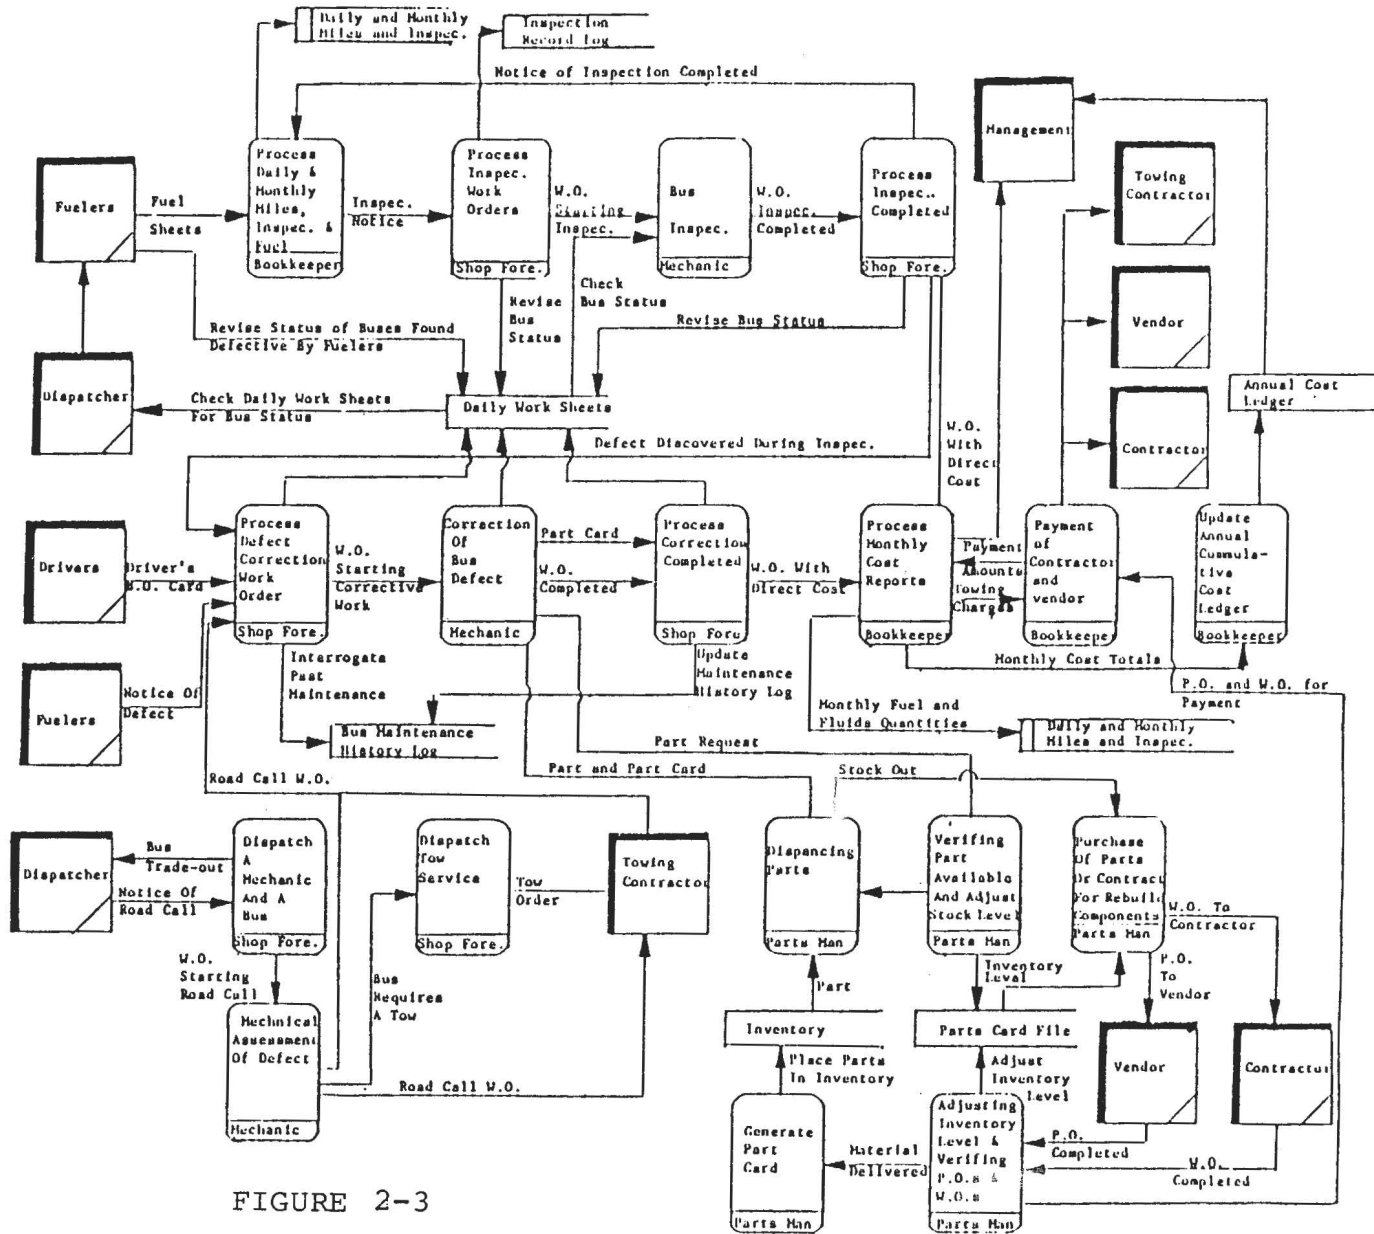 Daily and Monthly
Miles and Inspec.
Inspection
Record Log
Notice of Inspection Completed
Management
Towing
Contractor
Fuelers
Fuel
Sheets
Process
Daily &
Monthly
Miles,
Inspec. &
Fuel
Bookkeeper
Inspec.
Notice
Process
Inspec.
Work
Orders
Shop Fore.
W.O.
Starting
Inspec.
Bus
Inspec.
Mechanic
W.O.
Inspec.
Completed
Process
Inspec.
Completed
Shop Fore.
Vendor
Revise
Bus
Status
Check
Bus Status
Revise Bus Status
Revise Status of Buses Found
Defective By Fuelers
Dispatcher
Check Daily Work Sheets
For Bus Status
Daily Work Sheets
Annual Cost
Ledger
Contractor
Defect Discovered During Inspec.
W.O.
With
Direct
Cost
Drivers
Driver's
W.O. Card
Process
Defect
Correction
Work
Order
Shop Fore.
W.O.
Starting
Corrective
Work
Correction
Of
Bus
Defect
Mechanic
Part Card
W.O.
Completed
Process
Correction
Completed
Shop Fore
W.O. With
Direct Cost
Process
Monthly
Cost
Reports
Bookkeeper
Payment
Amounts
Towing
Charges
Payment
of
Contractor
and
vendor
Bookkeeper
Update
Annual
Cummula-
tive
Cost
Ledger
Bookkeeper
Monthly Cost Totals
Interrogate
Past
Maintenance
Update
Maintenance
History Log
P.O. and W.O. for
Payment
Fuelers
Notice Of
Defect
Bus Maintenance
History Log
Monthly Fuel and
Fluids Quantities
Daily and Monthly
Miles and Inspec.
Part Request
Road Call W.O.
Part and Part Card
Stock Out
Dispatcher
Bus
Trade-out
Notice Of
Road Call
Dispatch
A
Mechanic
And A
Bus
Shop Fore.
Dispatch
Tow
Service
Shop Fore.
Tow
Order
Towing
Contractor
Dispancing
Parts
Parts Man
Verifing
Part
Available
And Adjust
Stock Level
Parts Man
Purchase
Of Parts
Or Contract
For Rebuild
Components
Parts Man
W.O. To
Contractor
W.O.
Starting
Road Call
Bus
Requires
A Tow
Part
Inventory
Level
P.O.
To
Vendor
Mechnical
Assessment
Of Defect
Mechanic
Road Call W.O.
Inventory
Parts Card File
Vendor
Contractor
Place Parts
In Inventory
Adjust
Inventory
Level
Generate
Part
Card
Parts Man
Material
Delivered
Adjusting
Inventory
Level &
Verifing
P.O.s &
W.O.s
Parts Man
P.O.
Completed
W.O.
Completed
FIGURE 2-3